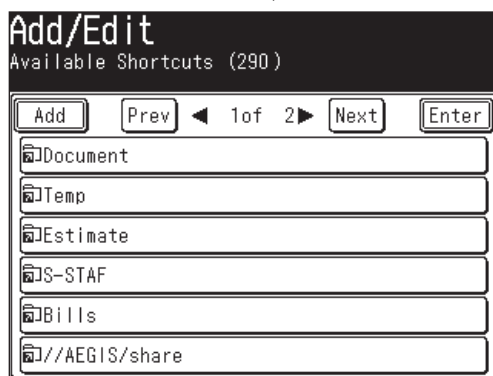 Add/Edit
Available Shortcuts (290)
Add Prev ◀ 1of 2▶ Next Enter
Document
Temp
Estimate
S-STAF
Bills
//AEGIS/share